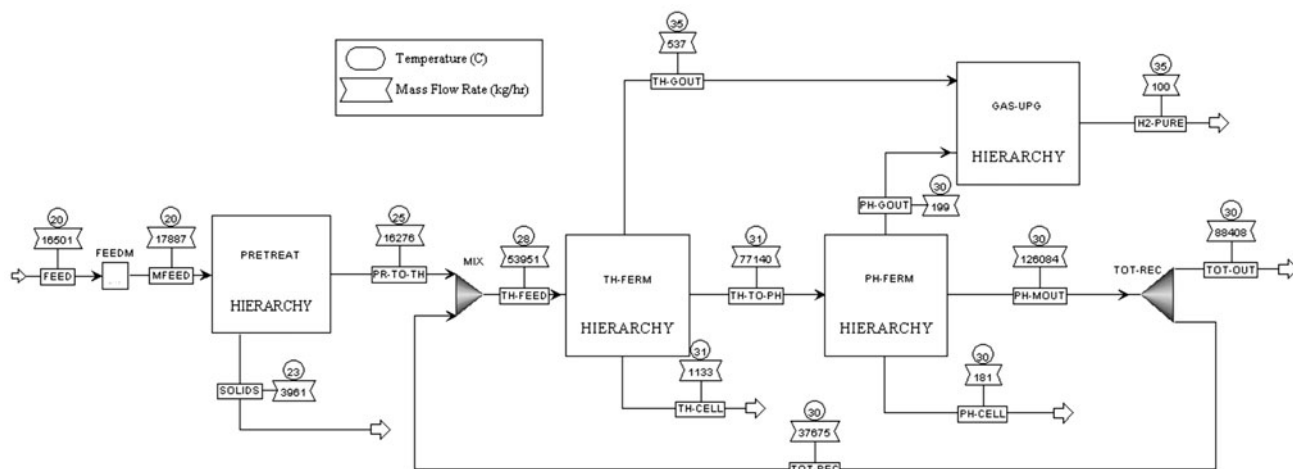 Temperature (C)
Mass Flow Rate (kg/hr)
35
537
TH-GOUT
GAS-UPG
HIERARCHY
35
100
H2-PURE
20
16501
FEED
FEEDM
20
17887
MFEED
PRETREAT
HIERARCHY
25
16276
PR-TO-TH
MIX
28
53951
TH-FEED
TH-FERM
HIERARCHY
31
77140
TH-TO-PH
PH-GOUT
30
199
PH-FERM
HIERARCHY
30
126084
PH-MOUT
TOT-REC
30
88408
TOT-OUT
SOLIDS
23
3961
31
1133
TH-CELL
30
181
PH-CELL
30
37675
TOT-REC